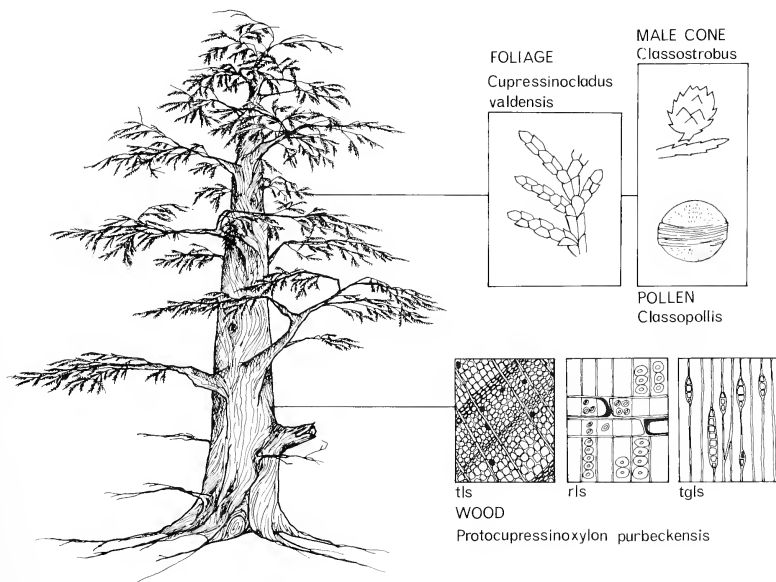 FOLIAGE
Cupressinocladus
valdensis
MALE CONE
Classostrobus
POLLEN
Classopollis
tls
rls
tgls
WOOD
Protocupressinoxylon purbeckensis